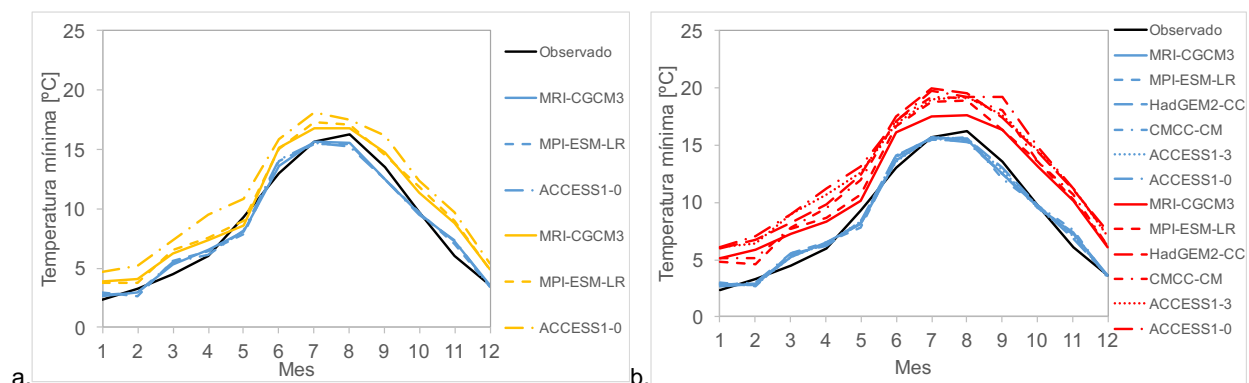 25
20
15
10
5
0
Temperatura mínima [ºC]
1 2 3 4 5 6 7 8 9 10 11 12
Mes
Observado
MRI-CGCM3
MPI-ESM-LR
ACCESS1-0
MRI-CGCM3
MPI-ESM-LR
ACCESS1-0
a.
25
20
15
10
5
0
Temperatura mínima [ºC]
1 2 3 4 5 6 7 8 9 10 11 12
Mes
Observado
MRI-CGCM3
MPI-ESM-LR
HadGEM2-CC
CMCC-CM
ACCESS1-3
ACCESS1-0
MRI-CGCM3
MPI-ESM-LR
HadGEM2-CC
CMCC-CM
ACCESS1-3
ACCESS1-0
b.